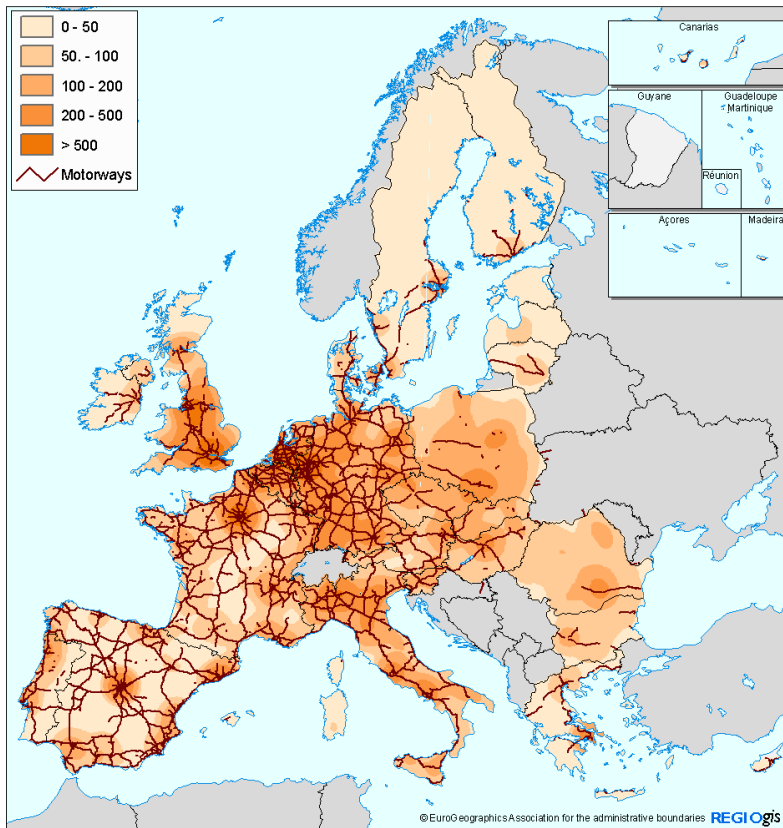 0 - 50
50. - 100
100 - 200
200 - 500
> 500
Motorways
Canarias
Guyane
Guadeloupe
Martinique
Réunion
Açores
Madeira
© EuroGeographics Association for the administrative boundaries REGIOgis